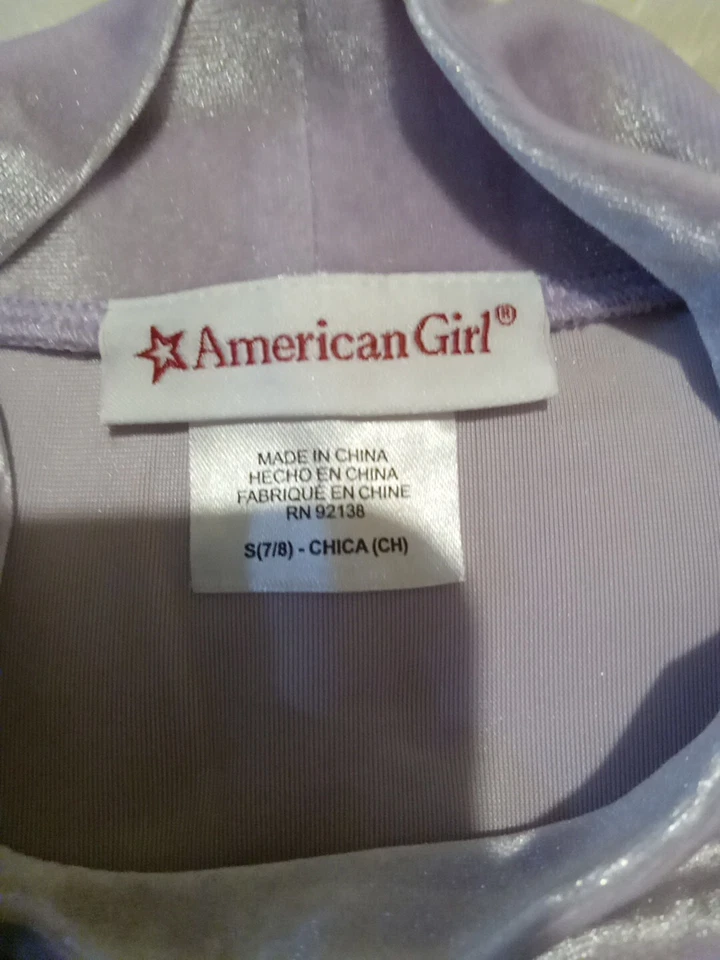 American Girl®
MADE IN CHINA
HECHO EN CHINA
FABRIQUÉ EN CHINE
RN 92138
S(7/8) - CHICA (CH)